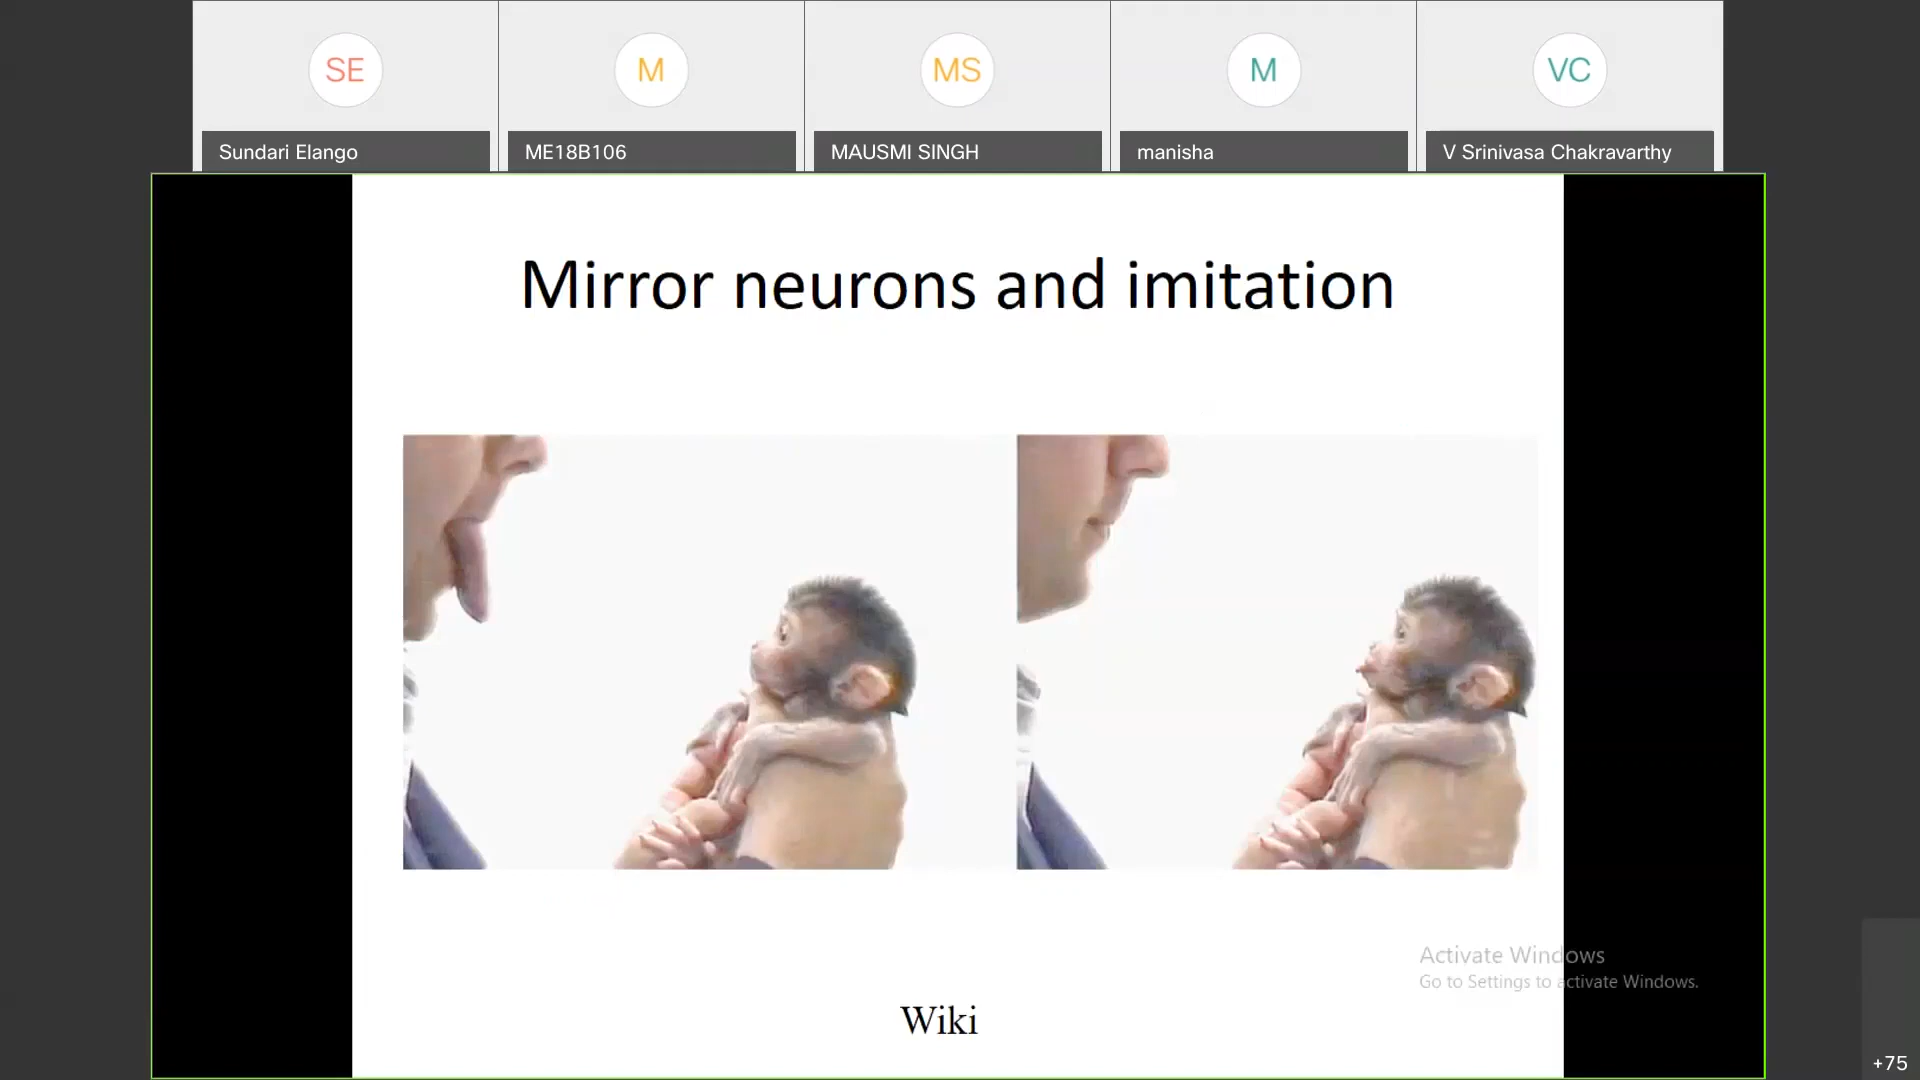 SE
M
MS
M
VC
Sundari Elango
ME18B106
MAUSMI SINGH
manisha
V Srinivasa Chakravarthy
Mirror neurons and imitation
Activate Windows
Go to Settings to activate Windows.
Wiki
+75